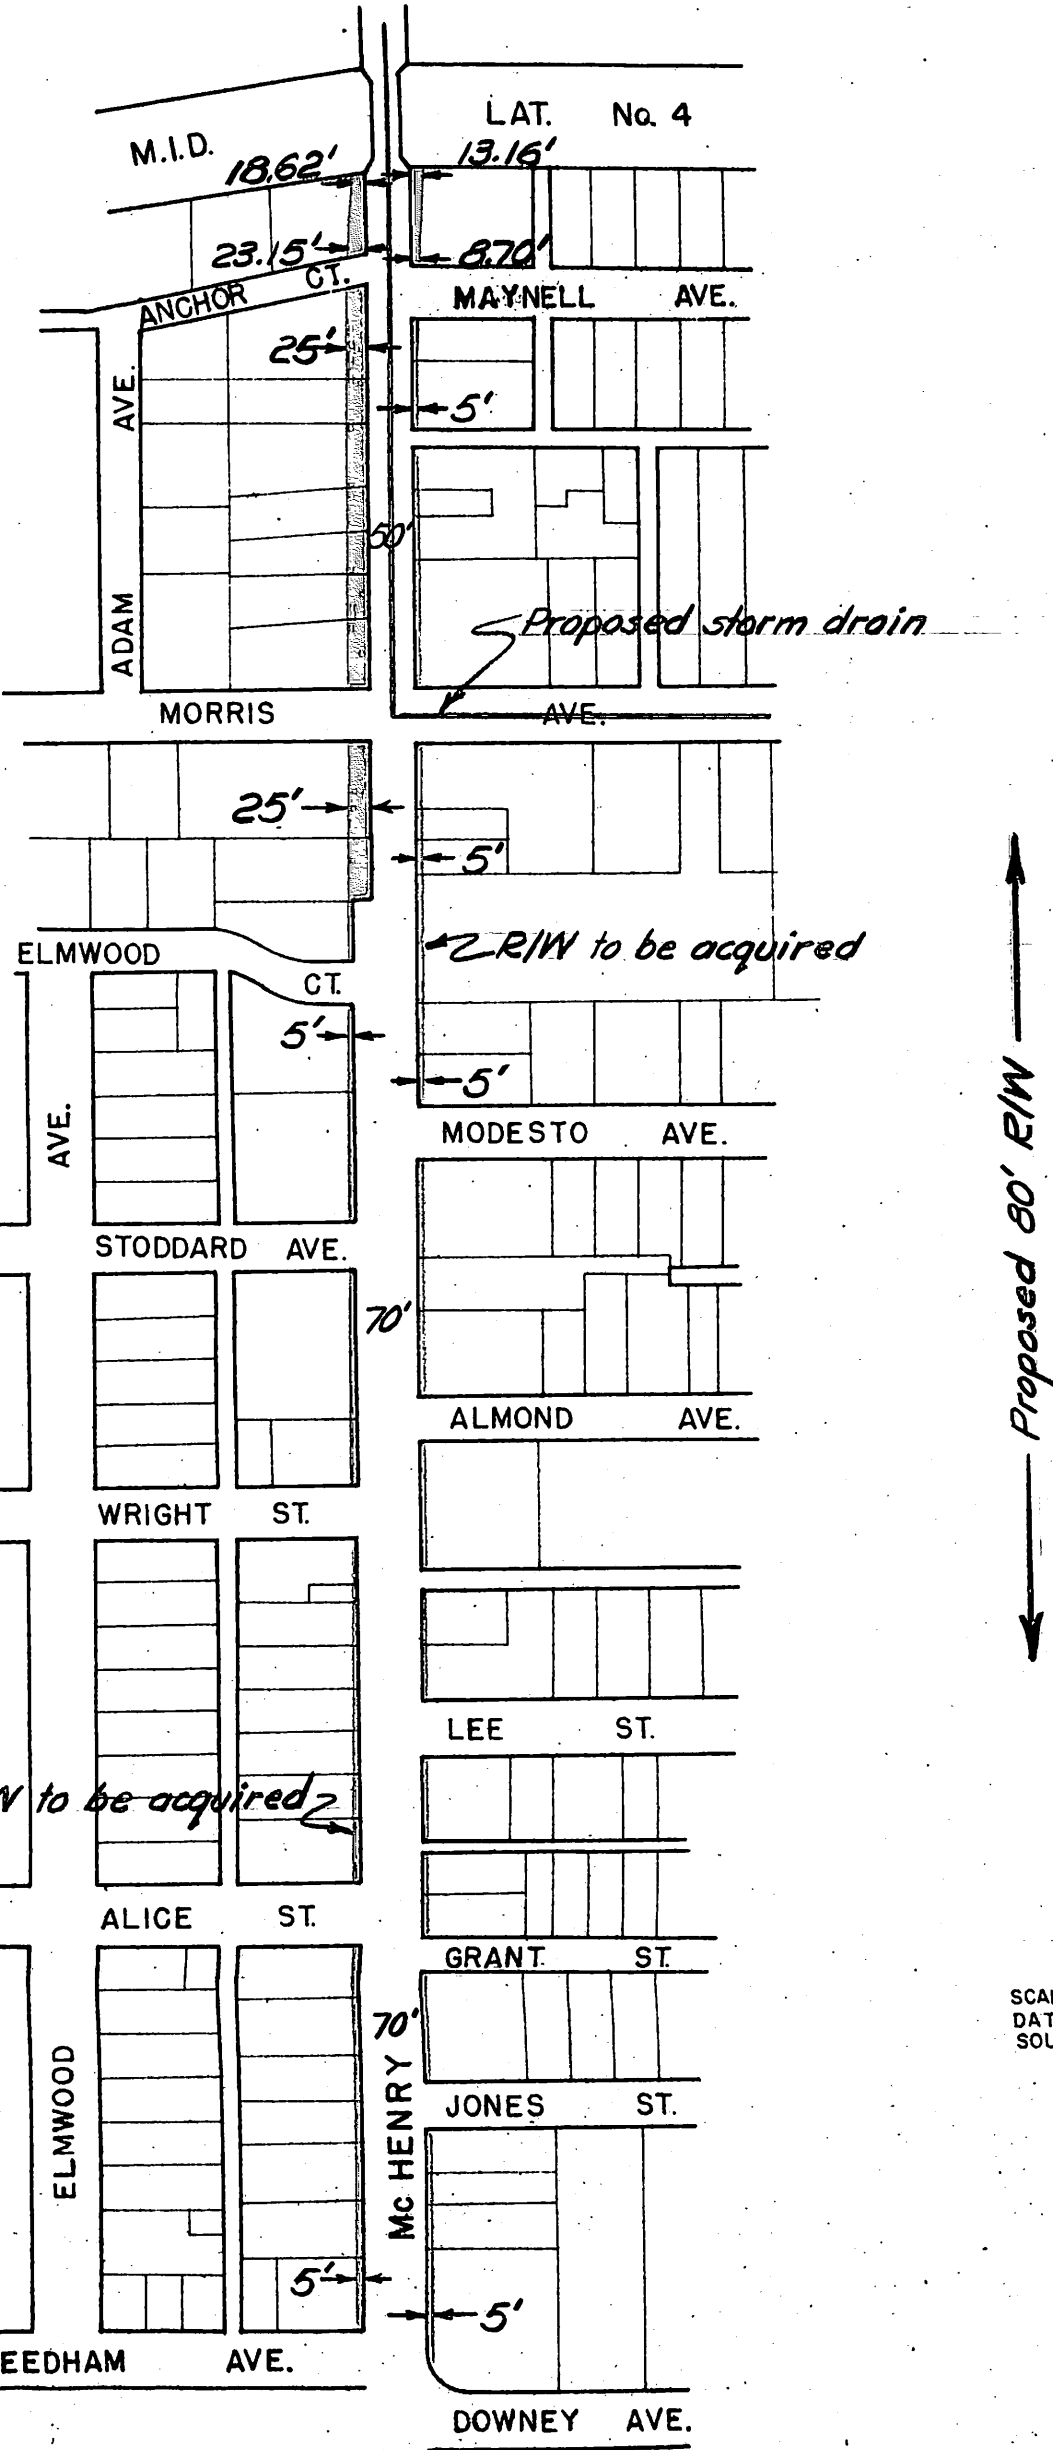 LAT. No. 4
M.I.D.
13.16'
18.62'
23.15'
8.70'
CT.
ANCHOR
MAYNELL AVE.
25'
AVE.
5'
50'
ADAM
Proposed storm drain
MORRIS AVE.
25'
5'
R/W to be acquired
ELMWOOD
CT.
5'
5'
Proposed 80' R/W
AVE.
MODESTO AVE.
STODDARD AVE.
70'
ALMOND AVE.
WRIGHT ST.
LEE ST.
to be acquired
ALICE ST.
GRANT ST.
70'
ELMWOOD
Mc HENRY
JONES ST.
5'
5'
EEDHAM AVE.
DOWNEY AVE.
SCA
DAT
SOU